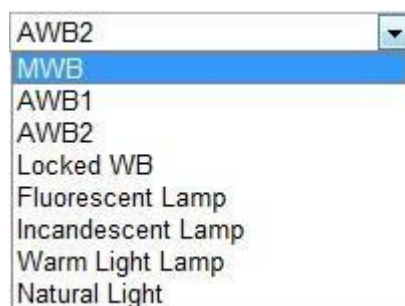 AWB2
MWB
AWB1
AWB2
Locked WB
Fluorescent Lamp
Incandescent Lamp
Warm Light Lamp
Natural Light